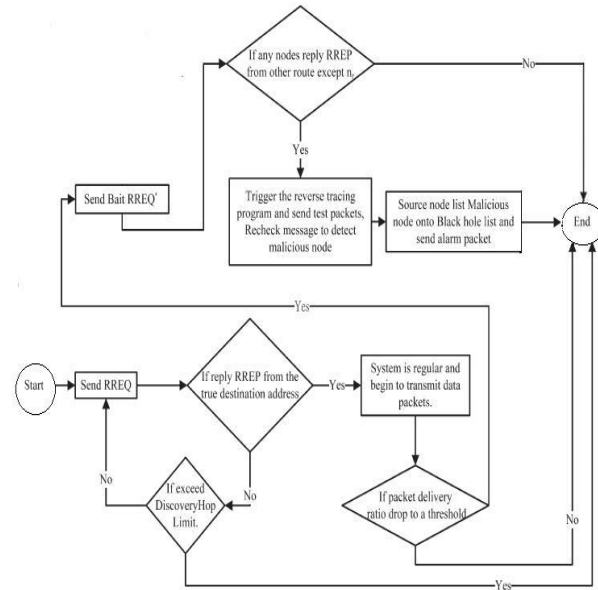 If any nodes reply RREP
from other route except nr
No
Yes
Send Bait RREQ'
Trigger the reverse tracing
program and send test packets,
Recheck message to detect
malicious node
Source node list Malicious
node onto Black hole list and
send alarm packet
End
Yes
Start
Send RREQ
If reply RREP from the
true destination address
Yes
System is regular and
begin to transmit data
packets.
No
If exceed
DiscoveryHop
Limit.
No
If packet delivery
ratio drop to a threshold
No
Yes